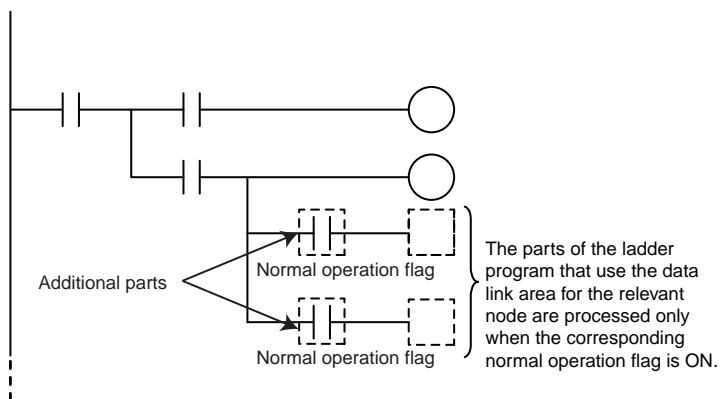 Normal operation flag
Additional parts
Normal operation flag
The parts of the ladder
program that use the data
link area for the relevant
node are processed only
when the corresponding
normal operation flag is ON.